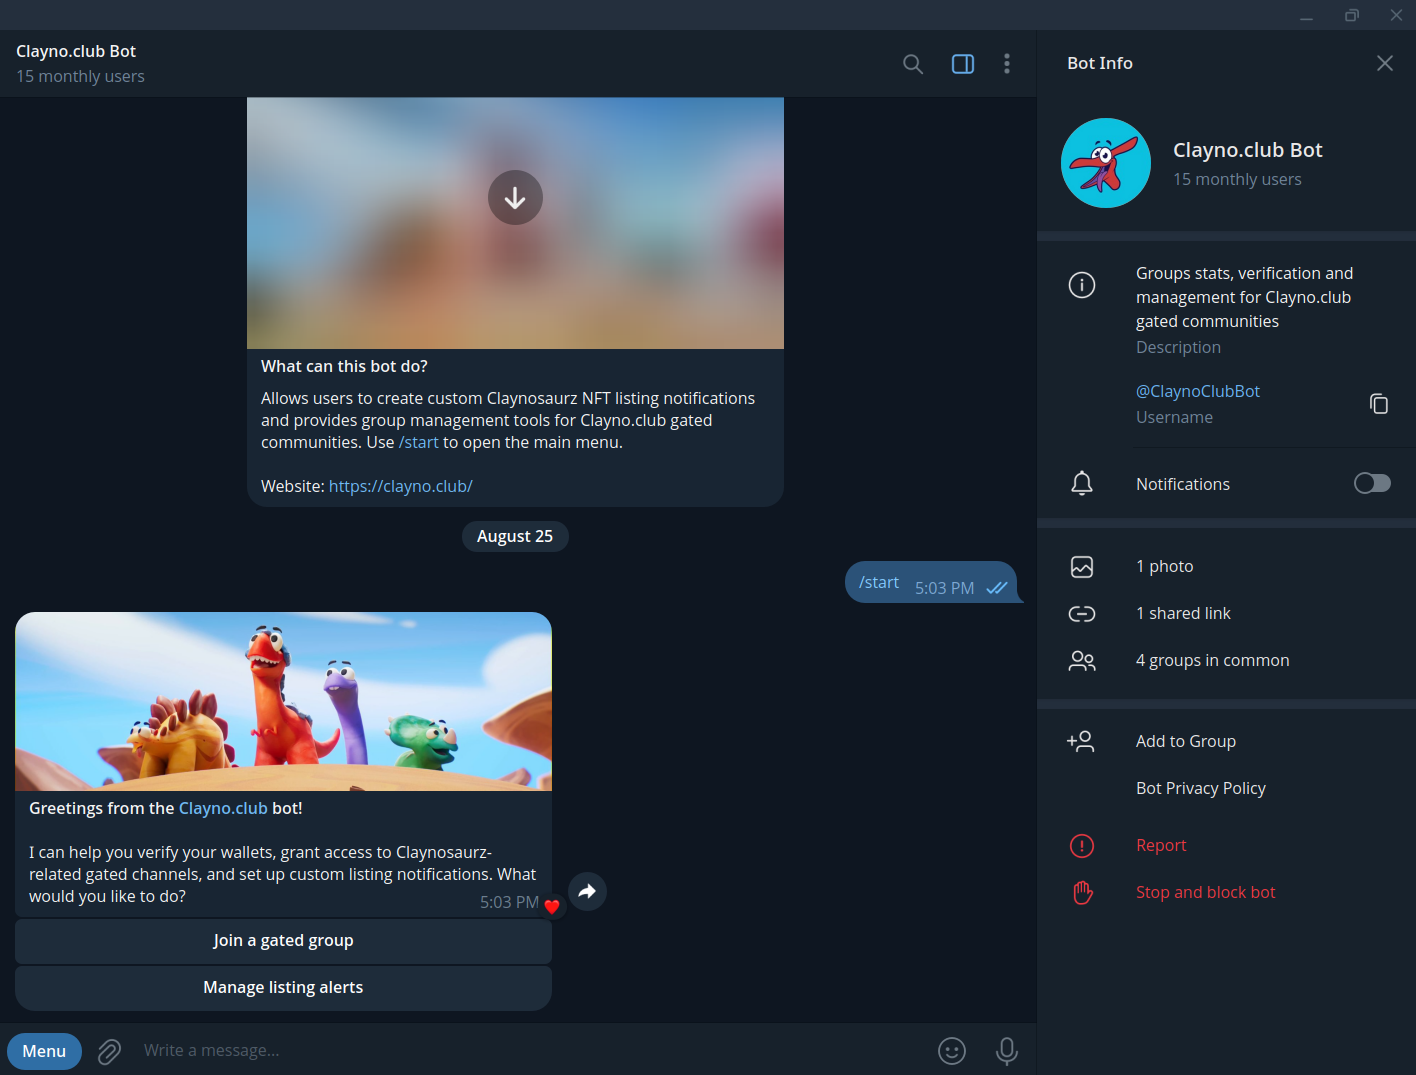 Clayno.club Bot
15 monthly users
What can this bot do?
Allows users to create custom Claynosaurz NFT listing notifications
and provides group management tools for Clayno.club gated
communities. Use /start to open the main menu.
Website: https://clayno.club/
August 25
/start 5:03 PM
Greetings from the Clayno.club bot!
I can help you verify your wallets, grant access to Claynosaurz-
related gated channels, and set up custom listing notifications. What
would you like to do?
5:03 PM
Join a gated group
Manage listing alerts
Menu
Write a message...
Bot Info
Clayno.club Bot
15 monthly users
Groups stats, verification and
management for Clayno.club
gated communities
Description
@ClaynoClubBot
Username
Notifications
1 photo
1 shared link
4 groups in common
Add to Group
Bot Privacy Policy
Report
Stop and block bot